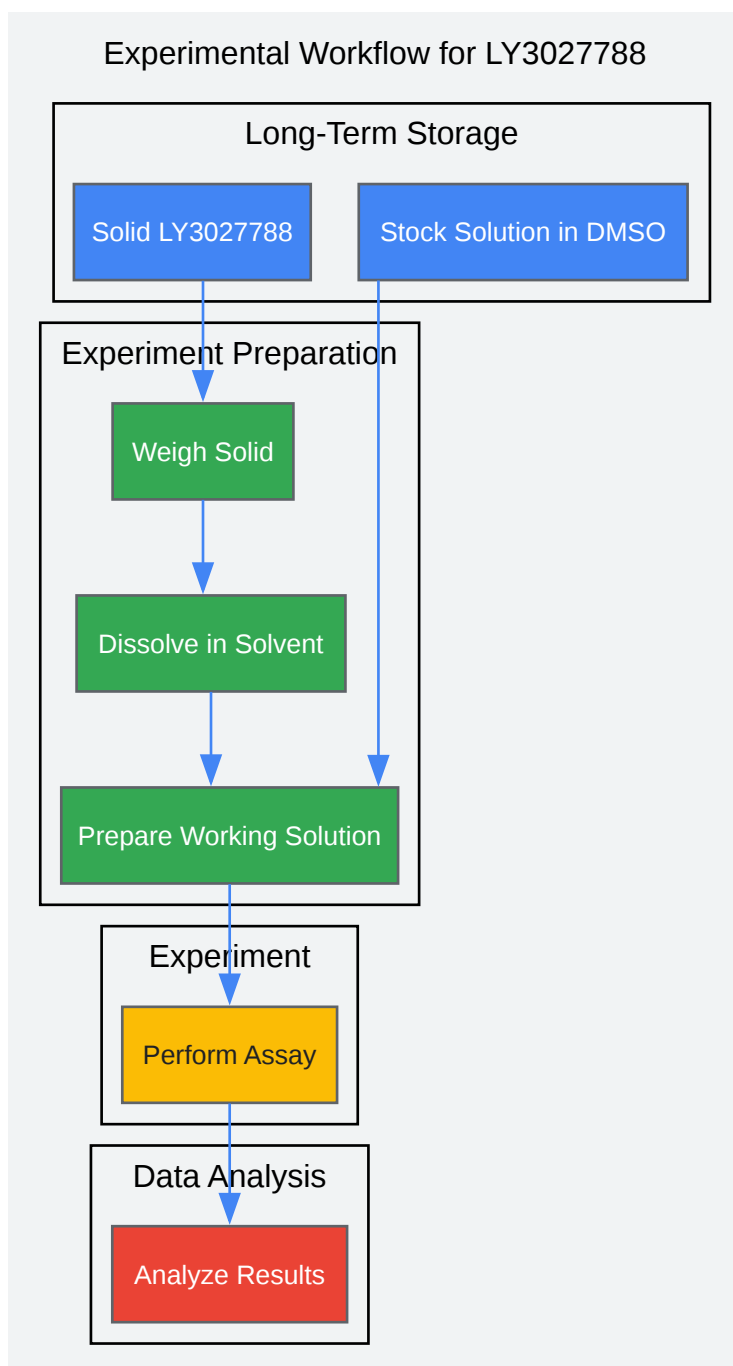 Experimental Workflow for LY3027788
Long-Term Storage
Solid LY3027788
Stock Solution in DMSO
Experiment Preparation
Weigh Solid
Dissolve in Solvent
Prepare Working Solution
Experiment
Perform Assay
Data Analysis
Analyze Results